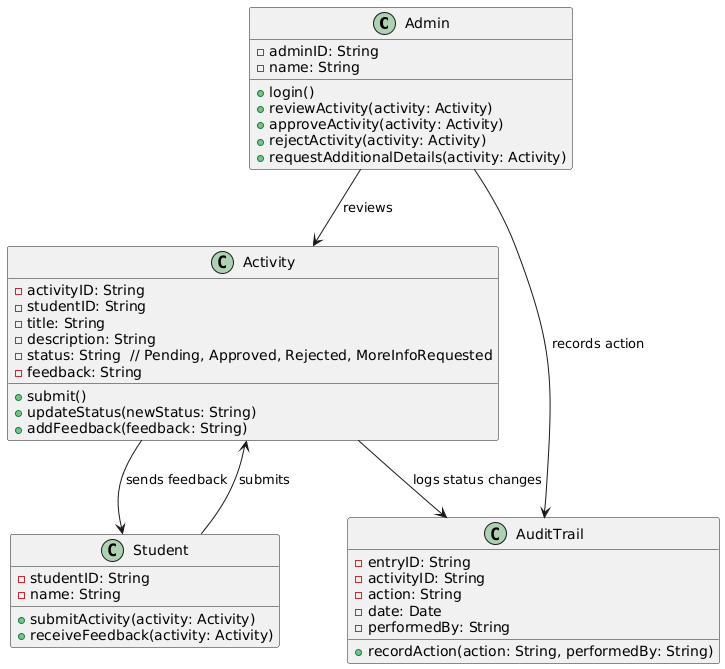 C Admin
adminID: String
name: String
login()
reviewActivity(activity: Activity)
approveActivity(activity: Activity)
rejectActivity(activity: Activity)
requestAdditionalDetails(activity: Activity)
reviews
C Activity
activityID: String
studentID: String
title: String
description: String
status: String // Pending, Approved, Rejected, MoreInfoRequested
feedback: String
submit()
updateStatus(newStatus: String)
addFeedback(feedback: String)
records action
sends feedback
submits
logs status changes
C Student
studentID: String
name: String
submitActivity(activity: Activity)
receiveFeedback(activity: Activity)
C AuditTrail
entryID: String
activityID: String
action: String
date: Date
performedBy: String
recordAction(action: String, performedBy: String)